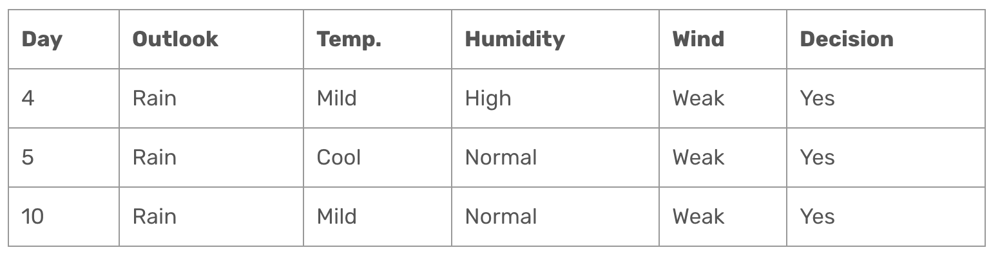 Day Outlook Temp. Humidity Wind Decision
4 Rain Mild High Weak Yes
5 Rain Cool Normal Weak Yes
10 Rain Mild Normal Weak Yes